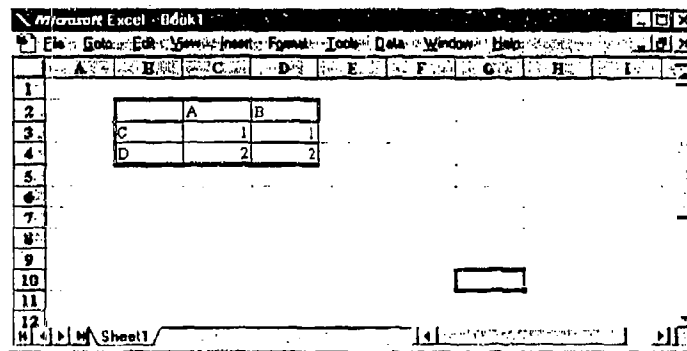 Microsoft Excel - Book1
File Goto Edit View Insert Format Tools Data Window Help
A B C D E F G H I
1
2 A B
3 C 1 1
4 D 2 2
5
6
7
8
9
10
11
12
Sheet1